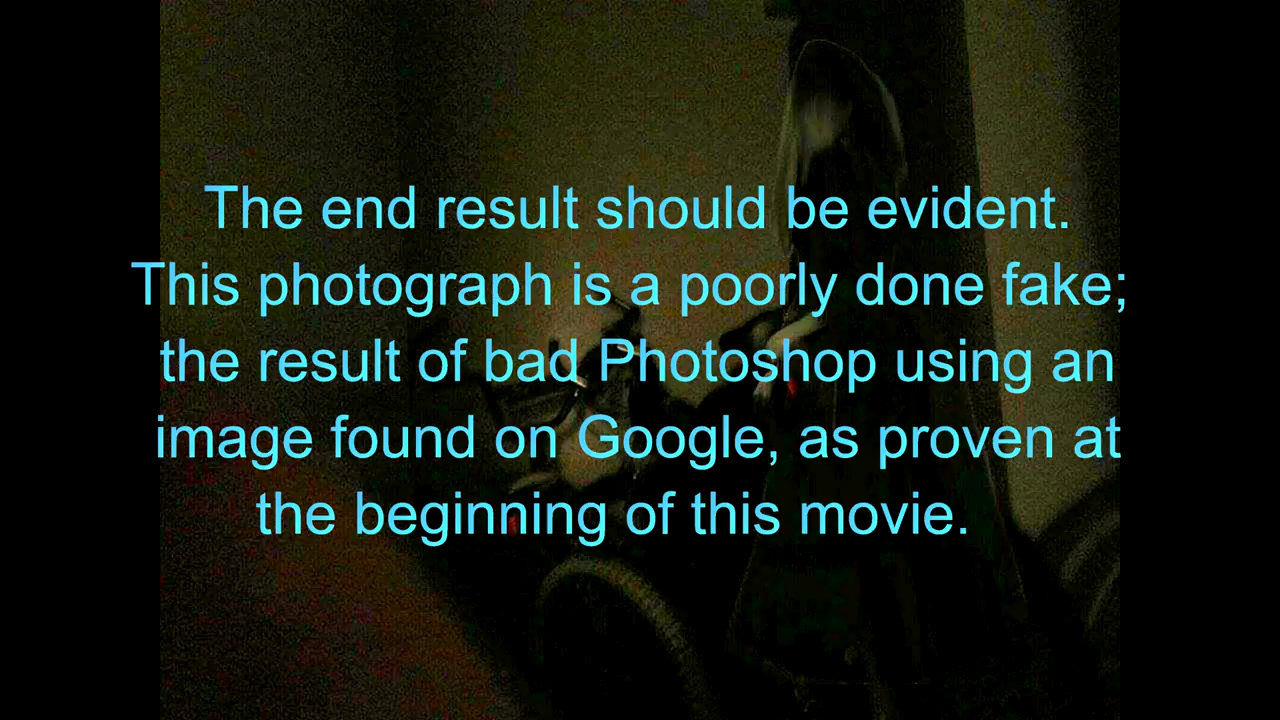 The end result should be evident.
This photograph is a poorly done fake;
the result of bad Photoshop using an
image found on Google, as proven at
the beginning of this movie.